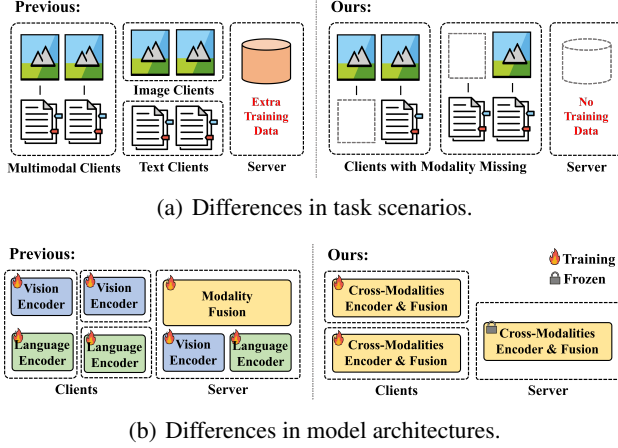 Previous:
Image Clients
Multimodal Clients
Text Clients
Extra
Training
Data
Server
Ours:
Clients with Modality Missing
No
Training
Data
Server
(a) Differences in task scenarios.
Previous:
Vision
Encoder
Vision
Encoder
Language
Encoder
Language
Encoder
Clients
Modality
Fusion
Vision
Encoder
Language
Encoder
Server
Ours:
Training
Frozen
Cross-Modalities
Encoder & Fusion
Cross-Modalities
Encoder & Fusion
Clients
Cross-Modalities
Encoder & Fusion
Server
(b) Differences in model architectures.